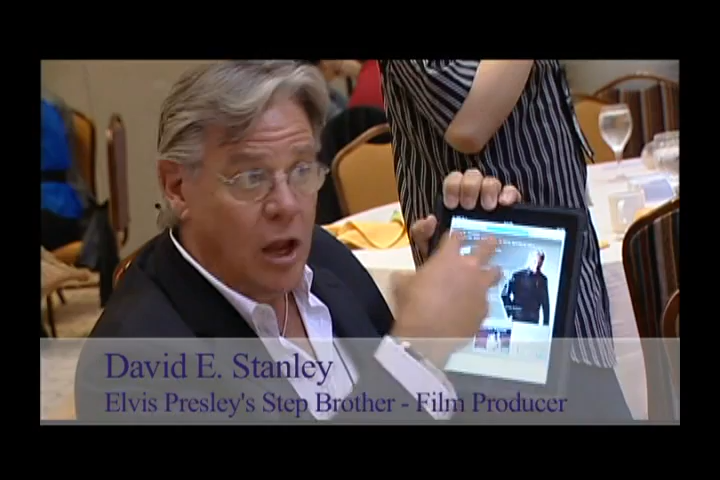 David E. Stanley
Elvis Presley's Step Brother - Film Producer